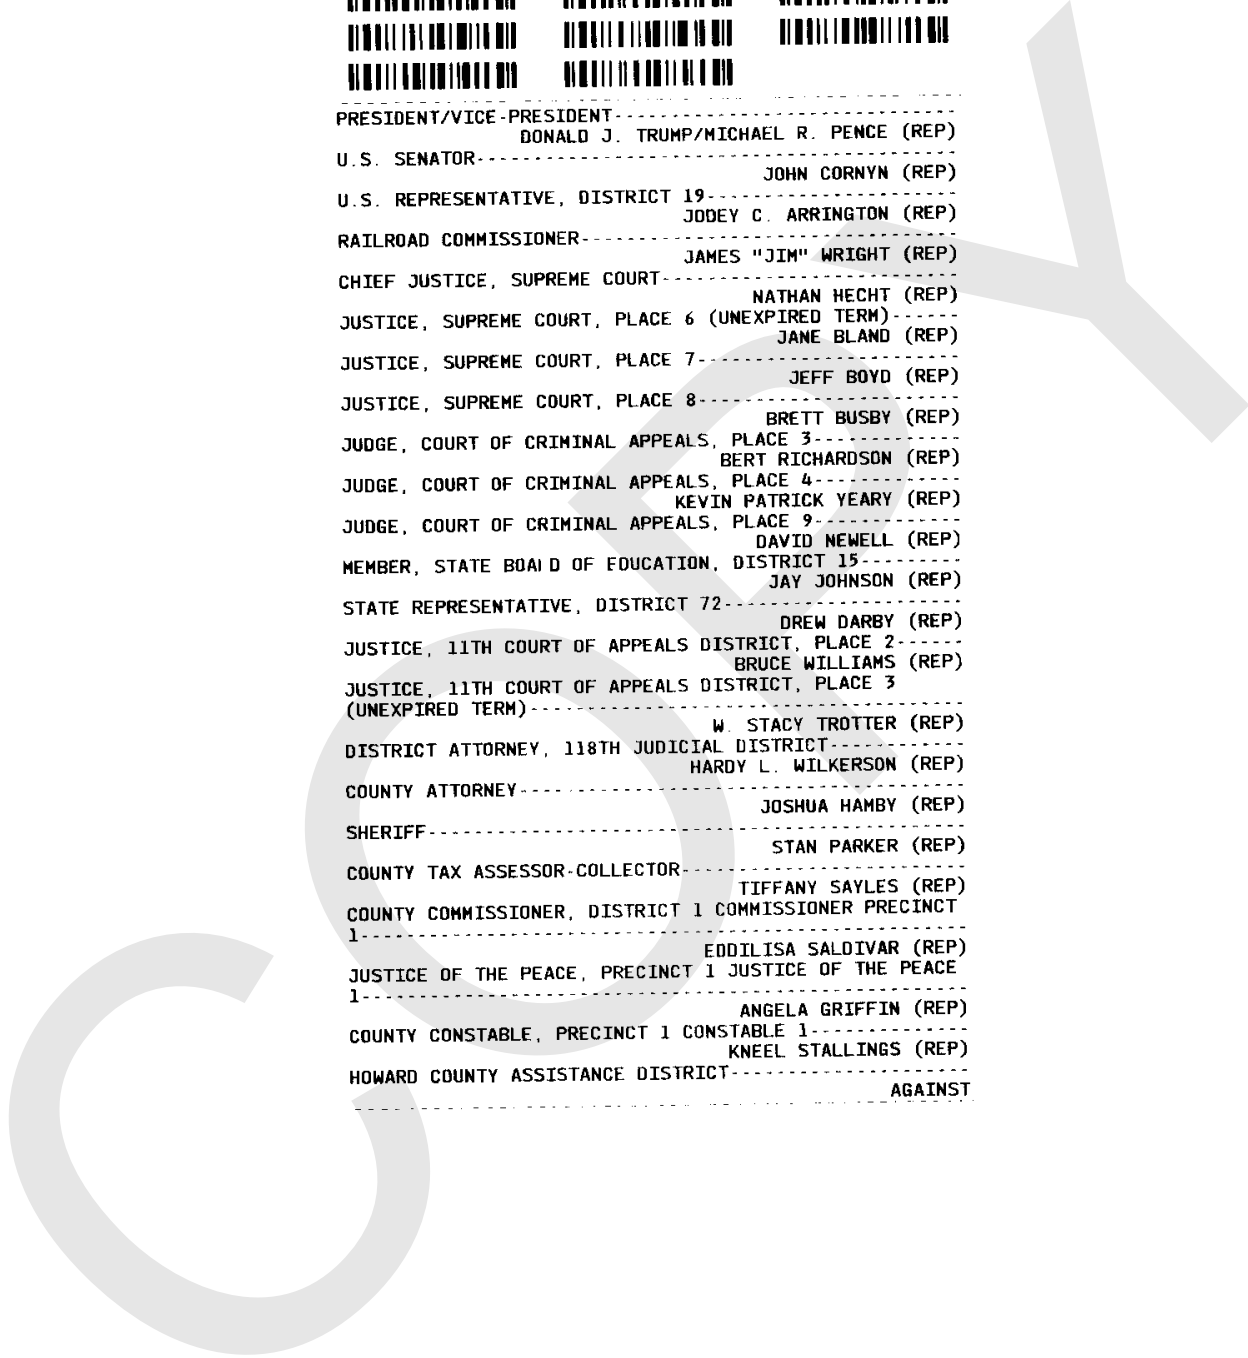 PRESIDENT/VICE-PRESIDENT-----------------------------
DONALD J. TRUMP/MICHAEL R. PENCE (REP)
U.S. SENATOR-----------------------------------------
JOHN CORNYN (REP)
U.S. REPRESENTATIVE, DISTRICT 19---------------------
JODEY C. ARRINGTON (REP)
RAILROAD COMMISSIONER--------------------------------
JAMES "JIM" WRIGHT (REP)
CHIEF JUSTICE, SUPREME COURT-------------------------
NATHAN HECHT (REP)
JUSTICE, SUPREME COURT, PLACE 6 (UNEXPIRED TERM)------
JANE BLAND (REP)
JUSTICE, SUPREME COURT, PLACE 7----------------------
JEFF BOYD (REP)
JUSTICE, SUPREME COURT, PLACE 8----------------------
BRETT BUSBY (REP)
JUDGE, COURT OF CRIMINAL APPEALS, PLACE 3-------------
BERT RICHARDSON (REP)
JUDGE, COURT OF CRIMINAL APPEALS, PLACE 4-------------
KEVIN PATRICK YEARY (REP)
JUDGE, COURT OF CRIMINAL APPEALS, PLACE 9-------------
DAVID NEWELL (REP)
MEMBER, STATE BOARD OF EDUCATION, DISTRICT 15---------
JAY JOHNSON (REP)
STATE REPRESENTATIVE, DISTRICT 72---------------------
DREW DARBY (REP)
JUSTICE, 11TH COURT OF APPEALS DISTRICT, PLACE 2------
BRUCE WILLIAMS (REP)
JUSTICE, 11TH COURT OF APPEALS DISTRICT, PLACE 3
(UNEXPIRED TERM)-------------------------------------
W. STACY TROTTER (REP)
DISTRICT ATTORNEY, 118TH JUDICIAL DISTRICT------------
HARDY L. WILKERSON (REP)
COUNTY ATTORNEY--------------------------------------
JOSHUA HAMBY (REP)
SHERIFF----------------------------------------------
STAN PARKER (REP)
COUNTY TAX ASSESSOR-COLLECTOR-------------------------
TIFFANY SAYLES (REP)
COUNTY COMMISSIONER, DISTRICT 1 COMMISSIONER PRECINCT
1----------------------------------------------------
EDDILISA SALDIVAR (REP)
JUSTICE OF THE PEACE, PRECINCT 1 JUSTICE OF THE PEACE
1----------------------------------------------------
ANGELA GRIFFIN (REP)
COUNTY CONSTABLE, PRECINCT 1 CONSTABLE 1--------------
KNEEL STALLINGS (REP)
HOWARD COUNTY ASSISTANCE DISTRICT---------------------
AGAINST
COPY